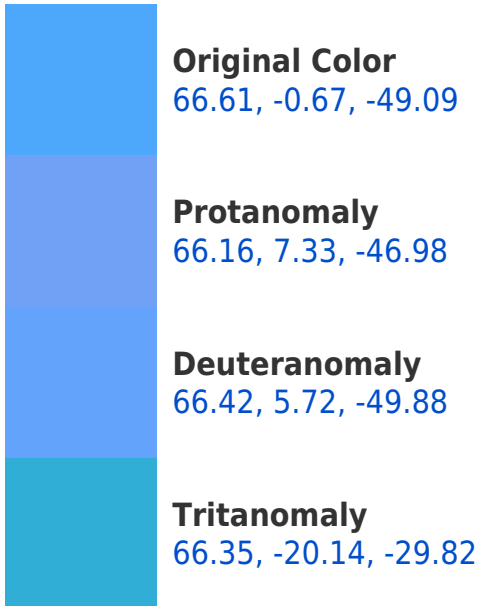 Original Color
66.61, -0.67, -49.09
Protanomaly
66.16, 7.33, -46.98
Deuteranomaly
66.42, 5.72, -49.88
Tritanomaly
66.35, -20.14, -29.82